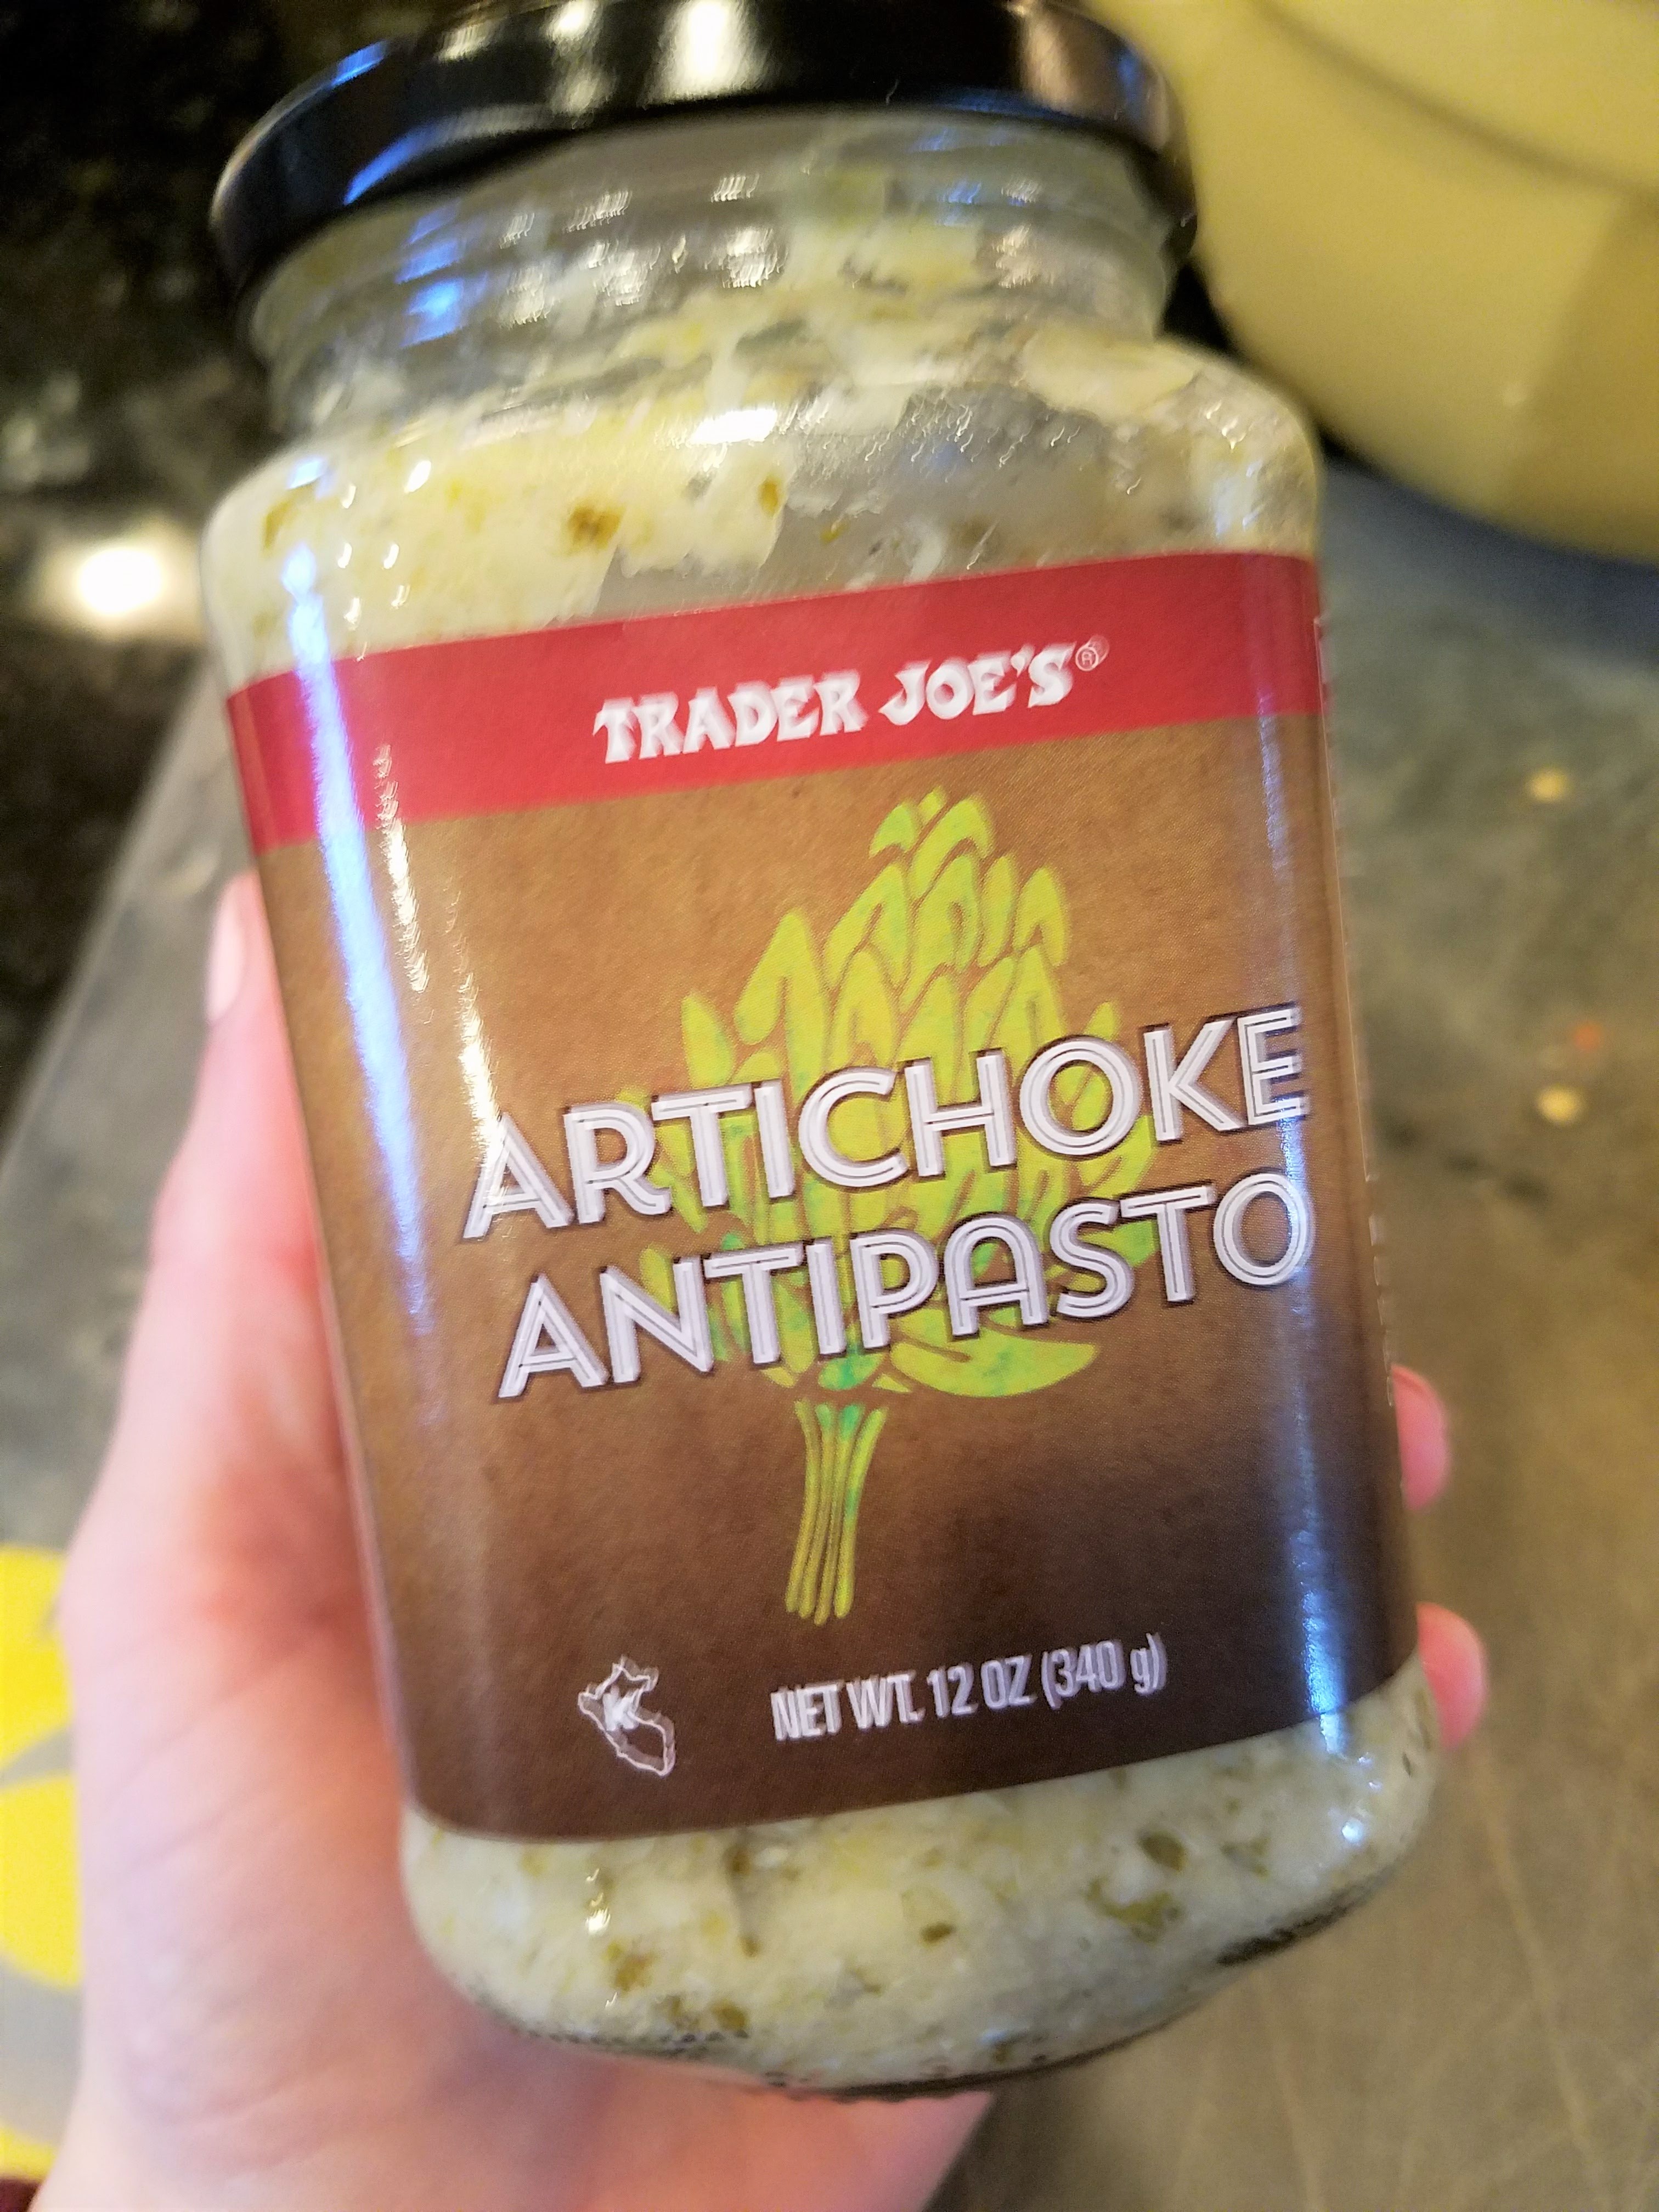 TRADER JOE'S®
ARTICHOKE
ANTIPASTO
K
NET WT. 12 OZ (340 g)